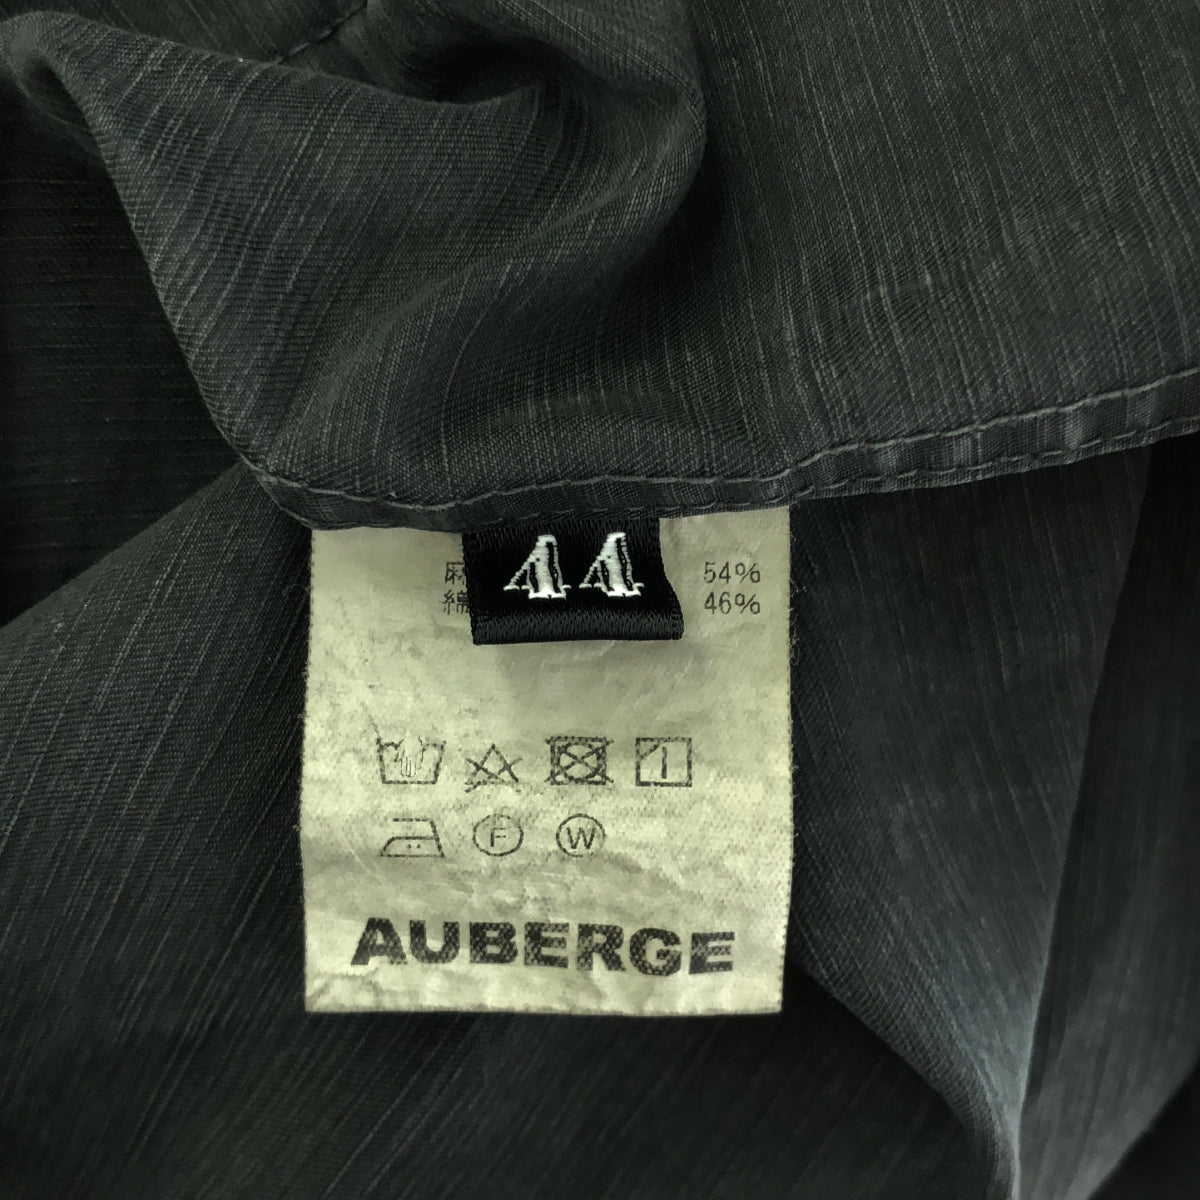 44
麻 54%
綿 46%
F W
AUBERGE